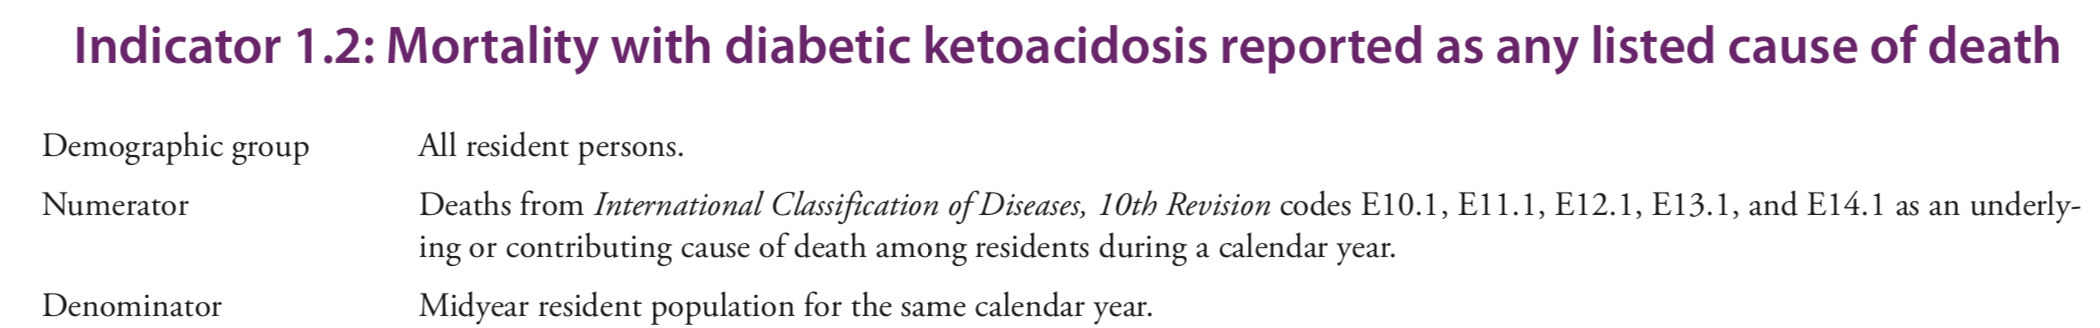 Indicator 1.2: Mortality with diabetic ketoacidosis reported as any listed cause of death
Demographic group All resident persons.
Numerator Deaths from International Classification of Diseases, 10th Revision codes E10.1, E11.1, E12.1, E13.1, and E14.1 as an underly-
ing or contributing cause of death among residents during a calendar year.
Denominator Midyear resident population for the same calendar year.